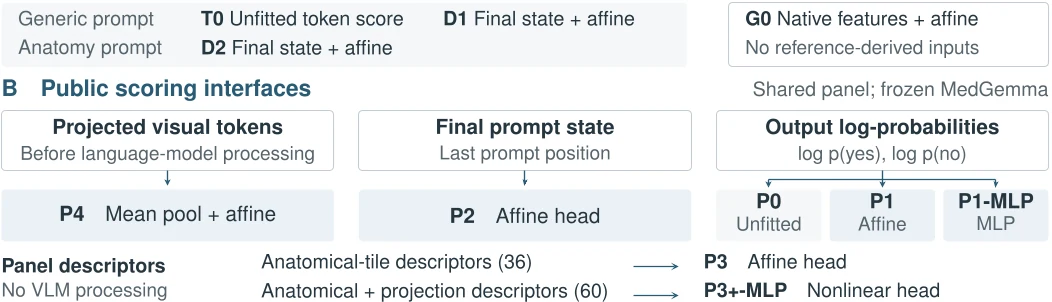 Generic prompt T0 Unfitted token score D1 Final state + affine
Anatomy prompt D2 Final state + affine
G0 Native features + affine
No reference-derived inputs
B Public scoring interfaces Shared panel; frozen MedGemma
Projected visual tokens
Before language-model processing
P4 Mean pool + affine
Final prompt state
Last prompt position
P2 Affine head
Output log-probabilities
log p(yes), log p(no)
P0
Unfitted
P1
Affine
P1-MLP
MLP
Panel descriptors
No VLM processing
Anatomical-tile descriptors (36) P3 Affine head
Anatomical + projection descriptors (60) P3+-MLP Nonlinear head